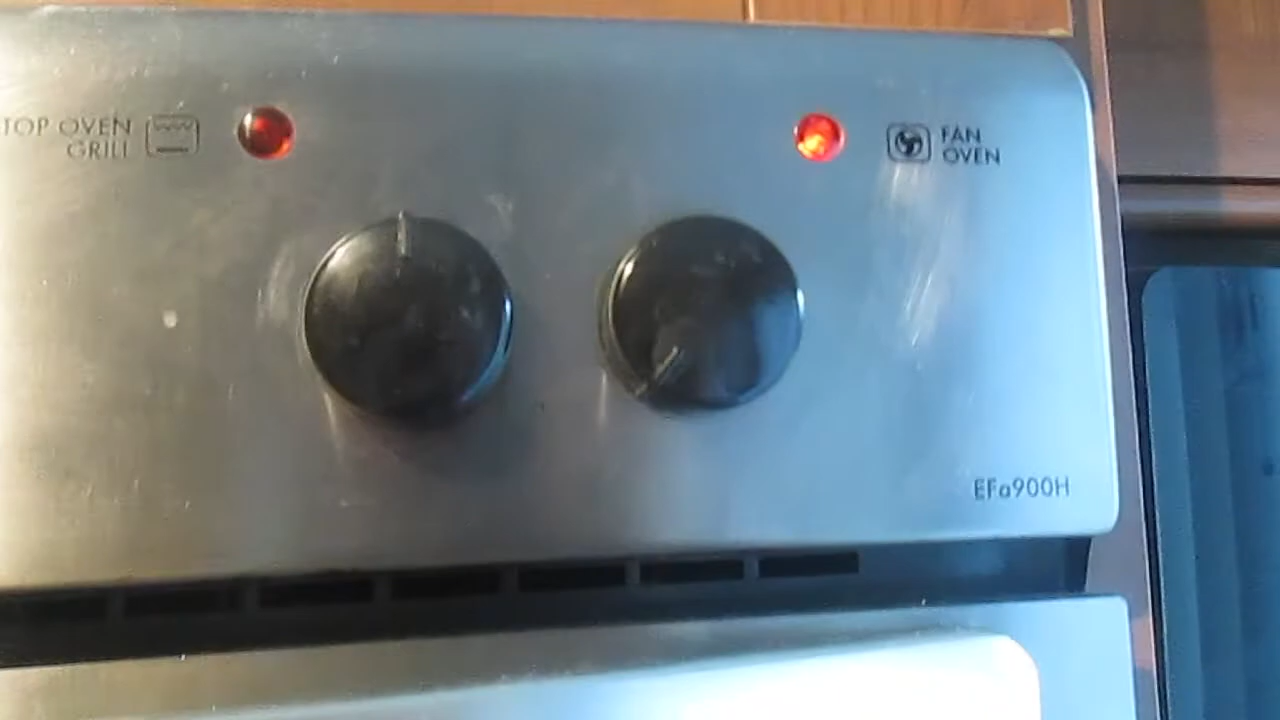 TOP OVEN
GRILL
FAN
OVEN
EFa900H